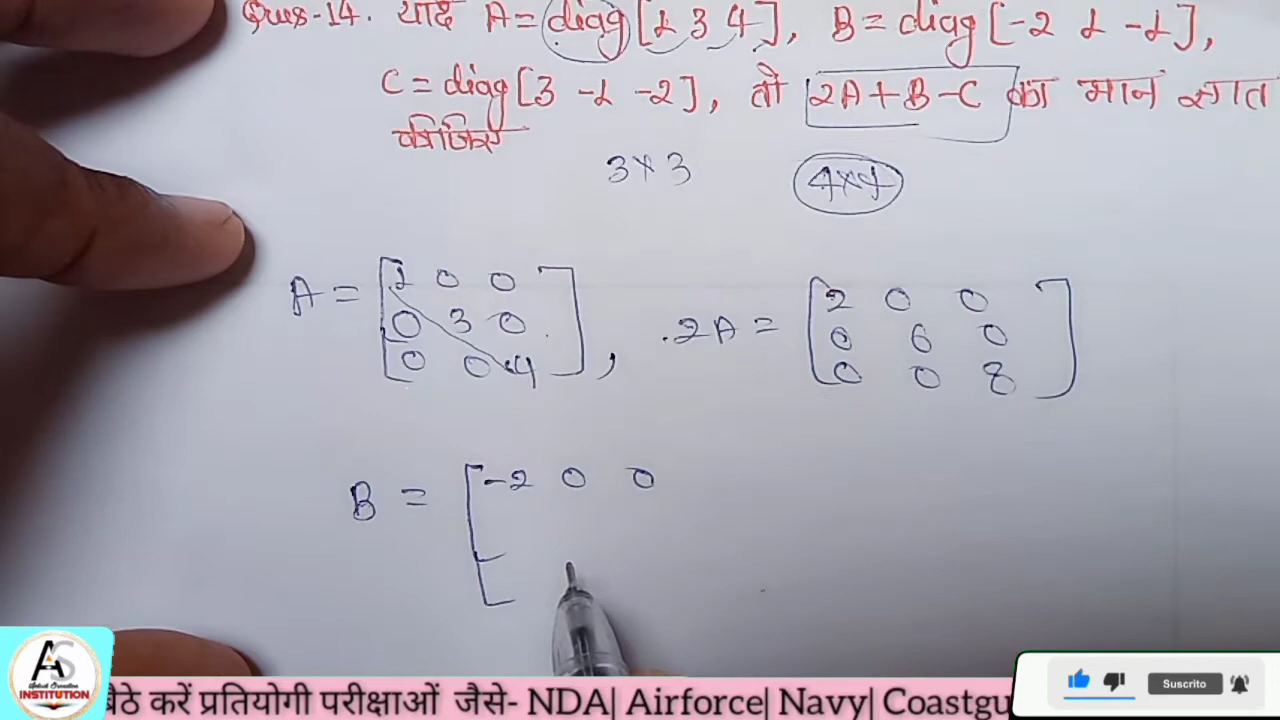 Ques-14. यदि A = diag [1 3 4], B = diag [-2 1 -1],
C = diag [3 -1 -2], तो 2A + B - C का मान ज्ञात
कीजिए
3×3 4×4
A = [1 0 0
0 3 0
0 0 4], 2A = [2 0 0
0 6 0
0 0 8]
B = [-2 0 0
AS
INSTITUTION
बैठे करें प्रतियोगी परीक्षाओं जैसे- NDA| Airforce| Navy| Coastgu
Suscrito